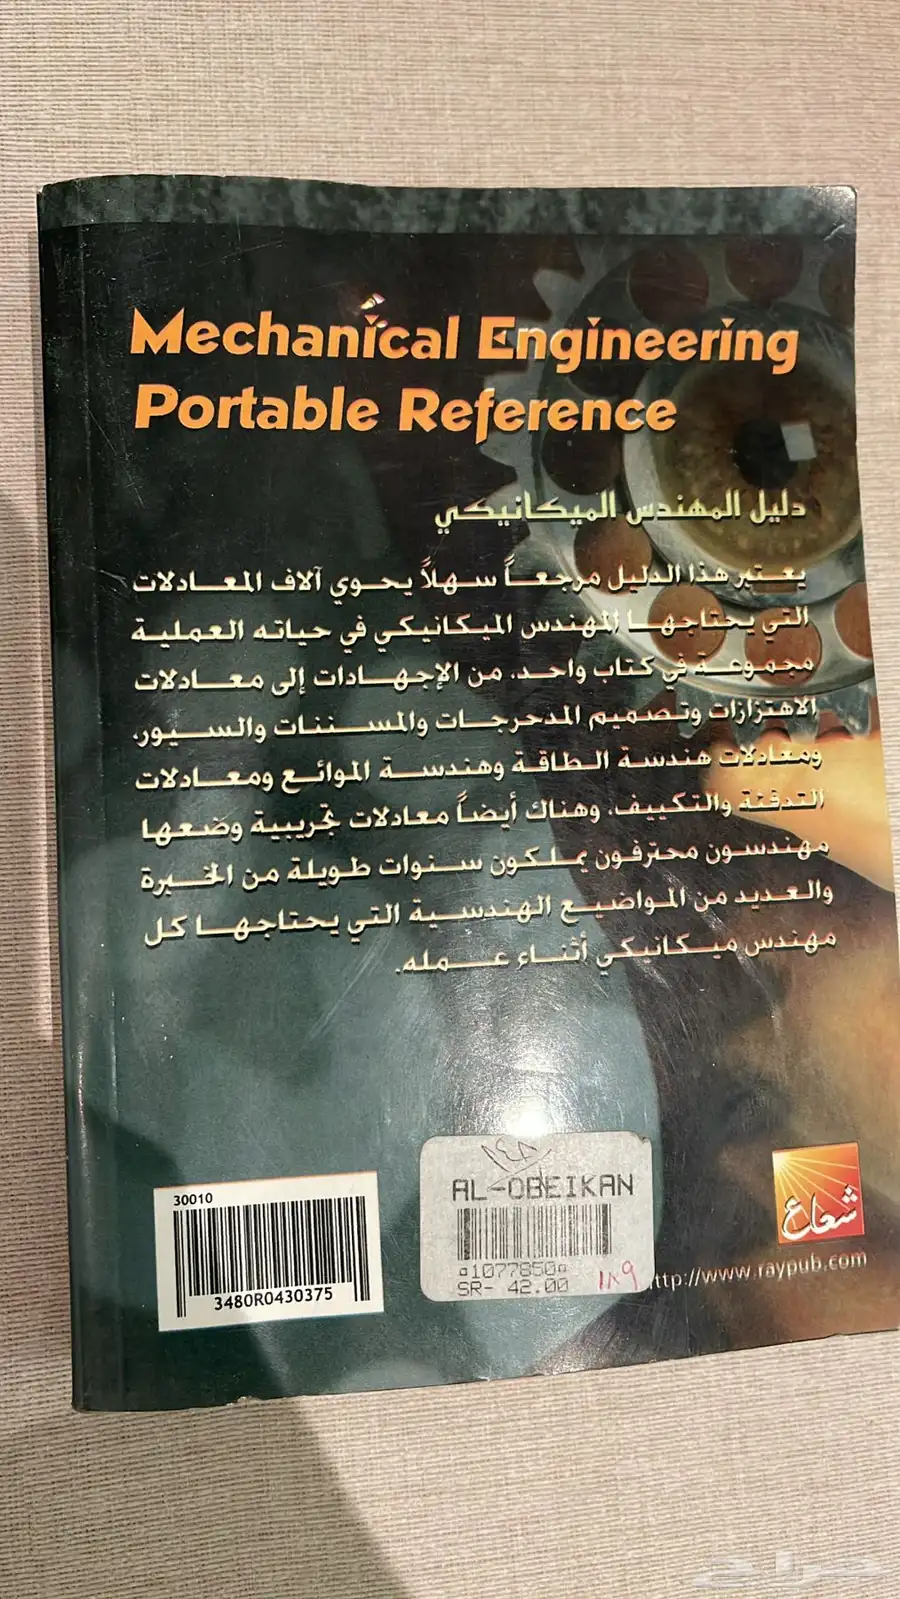 Mechanical Engineering
Portable Reference
دليل المهندس الميكانيكي
يعتبر هذا الدليل مرجعاً سهلاً يحوي آلاف المعادلات
التي يحتاجها المهندس الميكانيكي في حياته العملية
مجموعة في كتاب واحد، من الإجهادات إلى معادلات
الاهتزازات وتصميم المدحرجات والمسننات والسيور،
ومعادلات هندسة الطاقة وهندسة الموائع ومعادلات
التدفئة والتكييف، وهناك أيضاً معادلات تجريبية وضعها
مهندسون محترفون يملكون سنوات طويلة من الخبرة
والعديد من المواضيع الهندسية التي يحتاجها كل
مهندس ميكانيكي أثناء عمله.
30010
3480R0430375
AL-OBEIKAN
1077850
SR- 42.00
شعاع
http://www.raypub.com
حراج